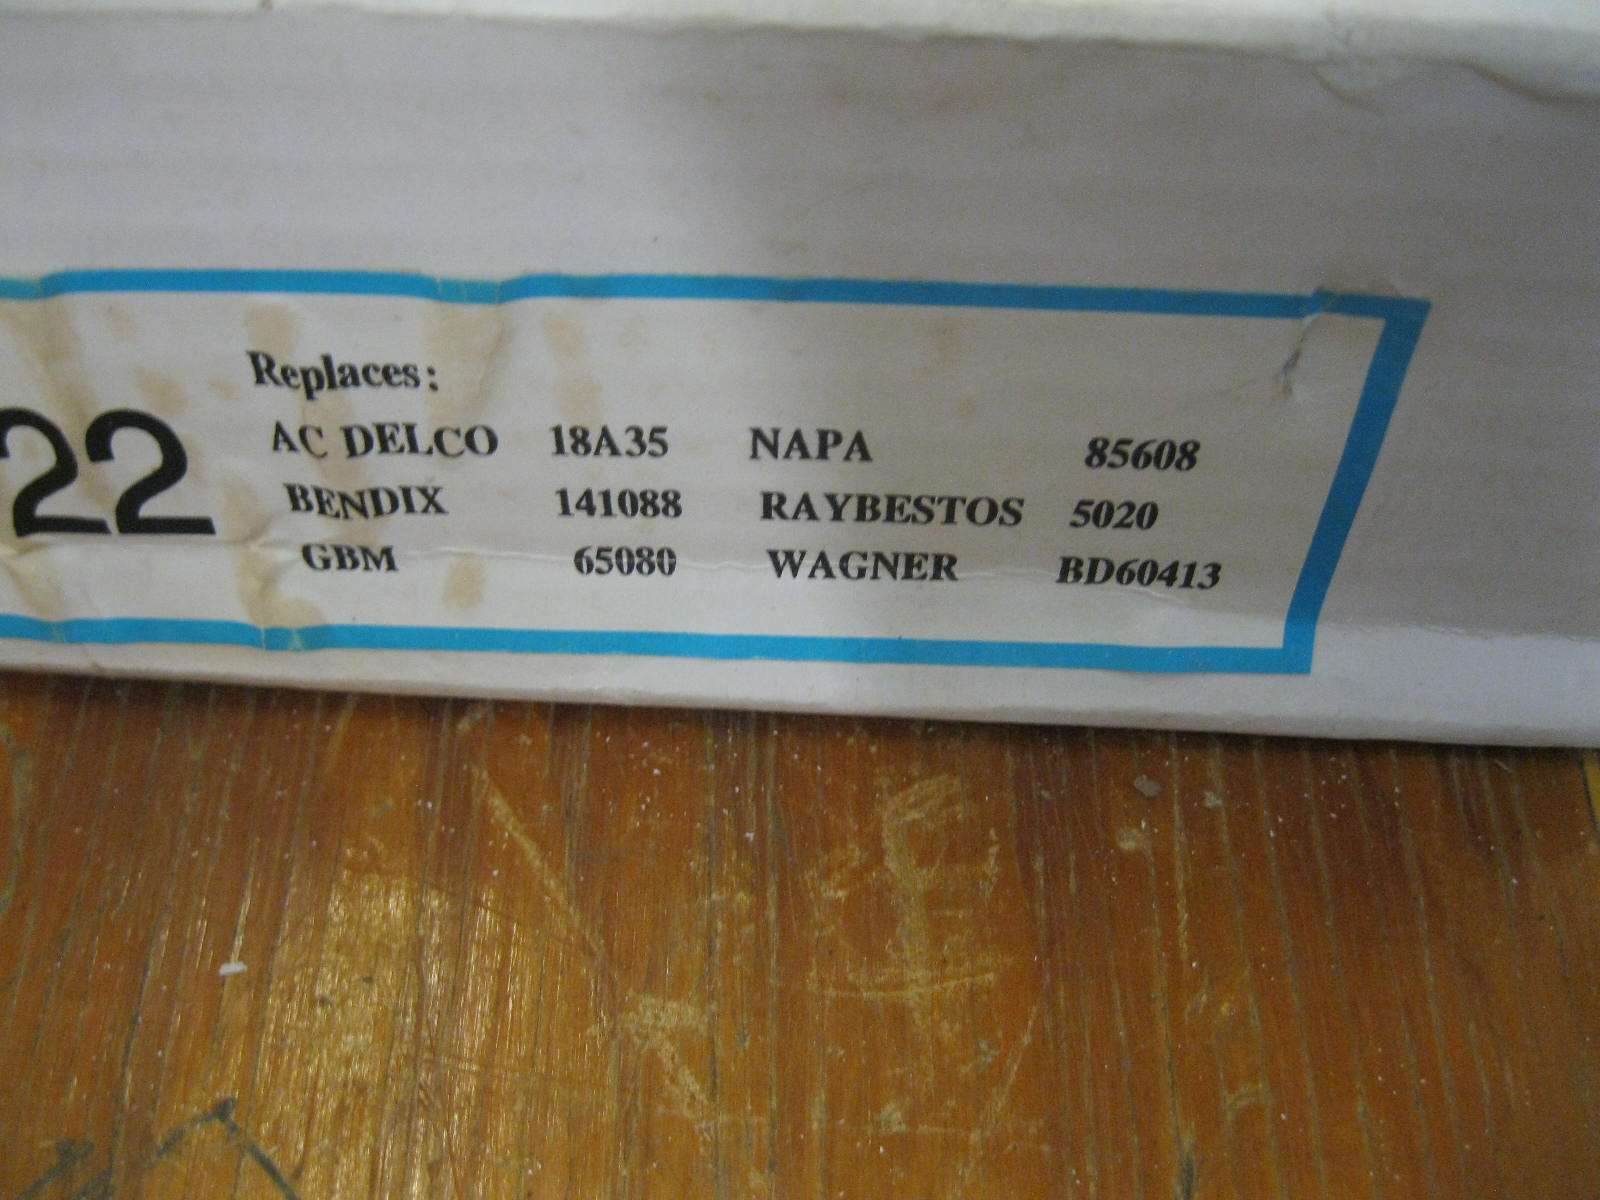 22
Replaces:
AC DELCO 18A35 NAPA 85608
BENDIX 141088 RAYBESTOS 5020
GBM 65080 WAGNER BD60413